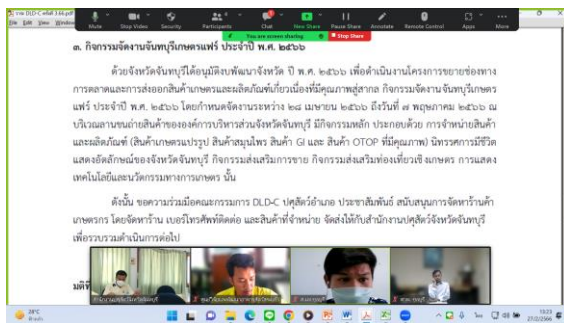 Mute
Stop Video
Security
Participants
Chat
New Share
Pause Share
Annotate
Remote Control
Apps
More
You are screen sharing
Stop Share
Edit View Window
๓. กิจกรรมจัดงานจันทบุรีเกษตรแฟร์ ประจำปี พ.ศ. ๒๕๖๖
ด้วยจังหวัดจันทบุรีได้อนุมัติงบพัฒนาจังหวัด ปี พ.ศ. ๒๕๖๖ เพื่อดำเนินงานโครงการขยายช่องทาง
การตลาดและการส่งออกสินค้าเกษตรและผลิตภัณฑ์เกี่ยวเนื่องที่มีคุณภาพสู่สากล กิจกรรมจัดงานจันทบุรีเกษตร
แฟร์ ประจำปี พ.ศ. ๒๕๖๖ โดยกำหนดจัดงานระหว่าง ๒๘ เมษายน ๒๕๖๖ ถึงวันที่ ๗ พฤษภาคม ๒๕๖๖ ณ
บริเวณลานขนถ่ายสินค้าขององค์การบริหารส่วนจังหวัดจันทบุรี มีกิจกรรมหลัก ประกอบด้วย การจำหน่ายสินค้า
และผลิตภัณฑ์ (สินค้าเกษตรแปรรูป สินค้าสมุนไพร สินค้า GI และ สินค้า OTOP ที่มีคุณภาพ) นิทรรศการมีชีวิต
แสดงอัตลักษณ์ของจังหวัดจันทบุรี กิจกรรมส่งเสริมการขาย กิจกรรมส่งเสริมท่องเที่ยวเชิงเกษตร การแสดง
เทคโนโลยีและนวัตกรรมทางการเกษตร นั้น
ดังนั้น ขอความร่วมมือคณะกรรมการ DLD-C ปศุสัตว์อำเภอ ประชาสัมพันธ์ สนับสนุนการจัดหาร้านค้า
เกษตรกร โดยจัดหาร้าน เบอร์โทรศัพท์ติดต่อ และสินค้าที่จำหน่าย จัดส่งให้กับสำนักงานปศุสัตว์จังหวัดจันทบุรี
เพื่อรวบรวมดำเนินการต่อไป
28°C
13:23
27/2/2566